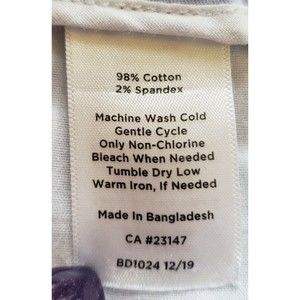 98% Cotton
2% Spandex
Machine Wash Cold
Gentle Cycle
Only Non-Chlorine
Bleach When Needed
Tumble Dry Low
Warm Iron, If Needed
Made In Bangladesh
CA #23147
BD1024 12/19